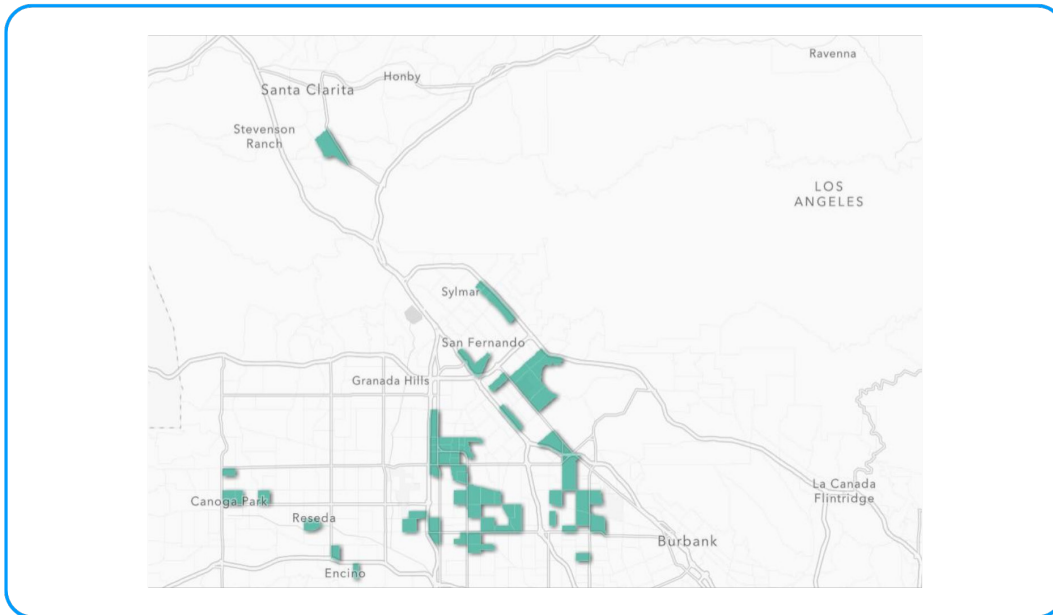 Ravenna
Honby
Santa Clarita
Stevenson
Ranch
LOS
ANGELES
Sylmar
San Fernando
Granada Hills
La Canada
Flintridge
Canoga Park
Reseda
Burbank
Encino